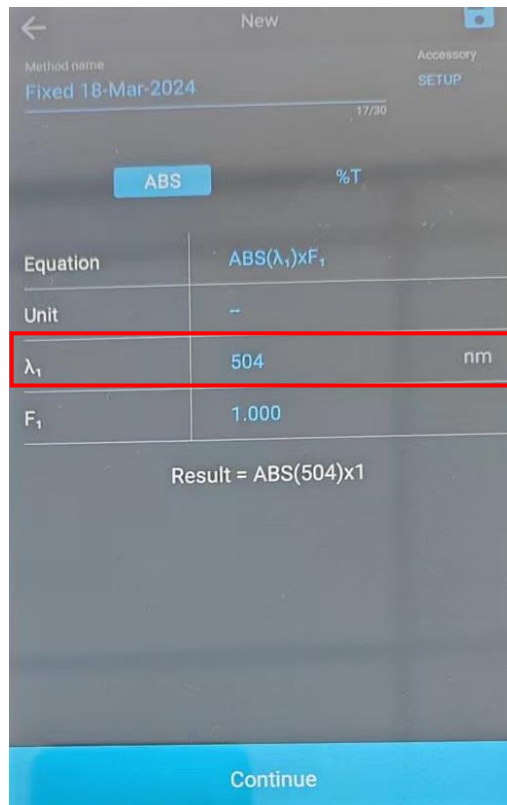 New
Method name
Accessory
Fixed 18-Mar-2024
SETUP
17/30
ABS %T
Equation ABS(λ₁)xF₁
Unit --
λ₁ 504 nm
F₁ 1.000
Result = ABS(504)x1
Continue